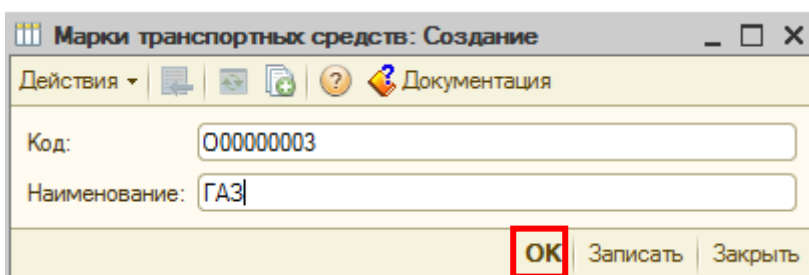 Марки транспортных средств: Создание
Действия Документация
Код: О00000003
Наименование: ГАЗ
ОК Записать Закрыть